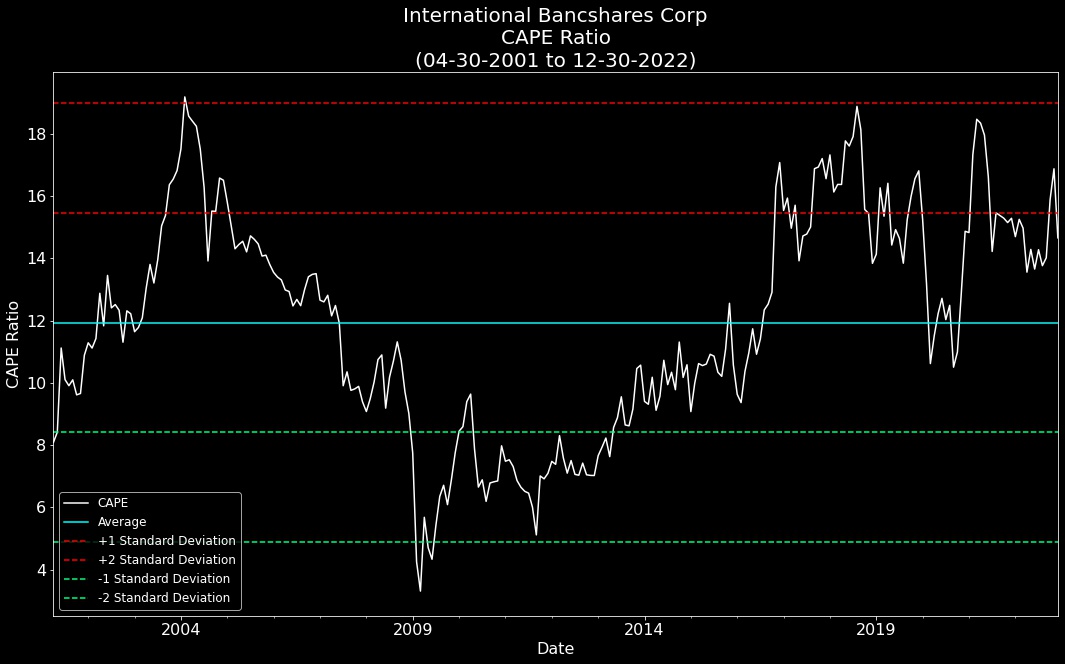 International Bancshares Corp
CAPE Ratio
(04-30-2001 to 12-30-2022)
18
16
14
12
10
8
6
4
CAPE Ratio
CAPE
Average
+1 Standard Deviation
+2 Standard Deviation
-1 Standard Deviation
-2 Standard Deviation
2004
2009
2014
2019
Date